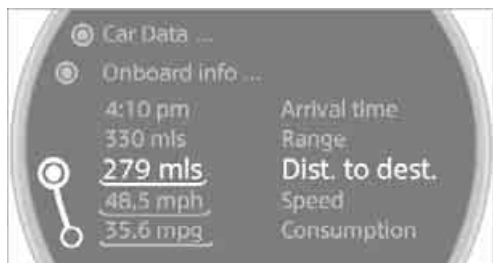 Car Data ...
Onboard info ...
4:10 pm Arrival time
330 mls Range
279 mls Dist. to dest.
48.5 mph Speed
35.6 mpg Consumption